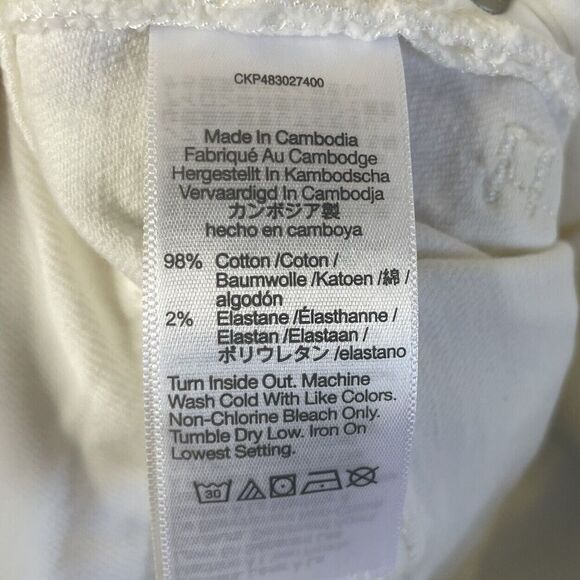 CKP483027400
Made In Cambodia
Fabriqué Au Cambodge
Hergestellt In Kambodscha
Vervaardigd In Cambodja
カンボジア製
hecho en camboya
98% Cotton /Coton /
Baumwolle /Katoen /綿 /
algodón
2% Elastane /Élasthanne /
Elastan /Elastaan /
ポリウレタン /elastano
Turn Inside Out. Machine
Wash Cold With Like Colors.
Non-Chlorine Bleach Only.
Tumble Dry Low. Iron On
Lowest Setting.
30